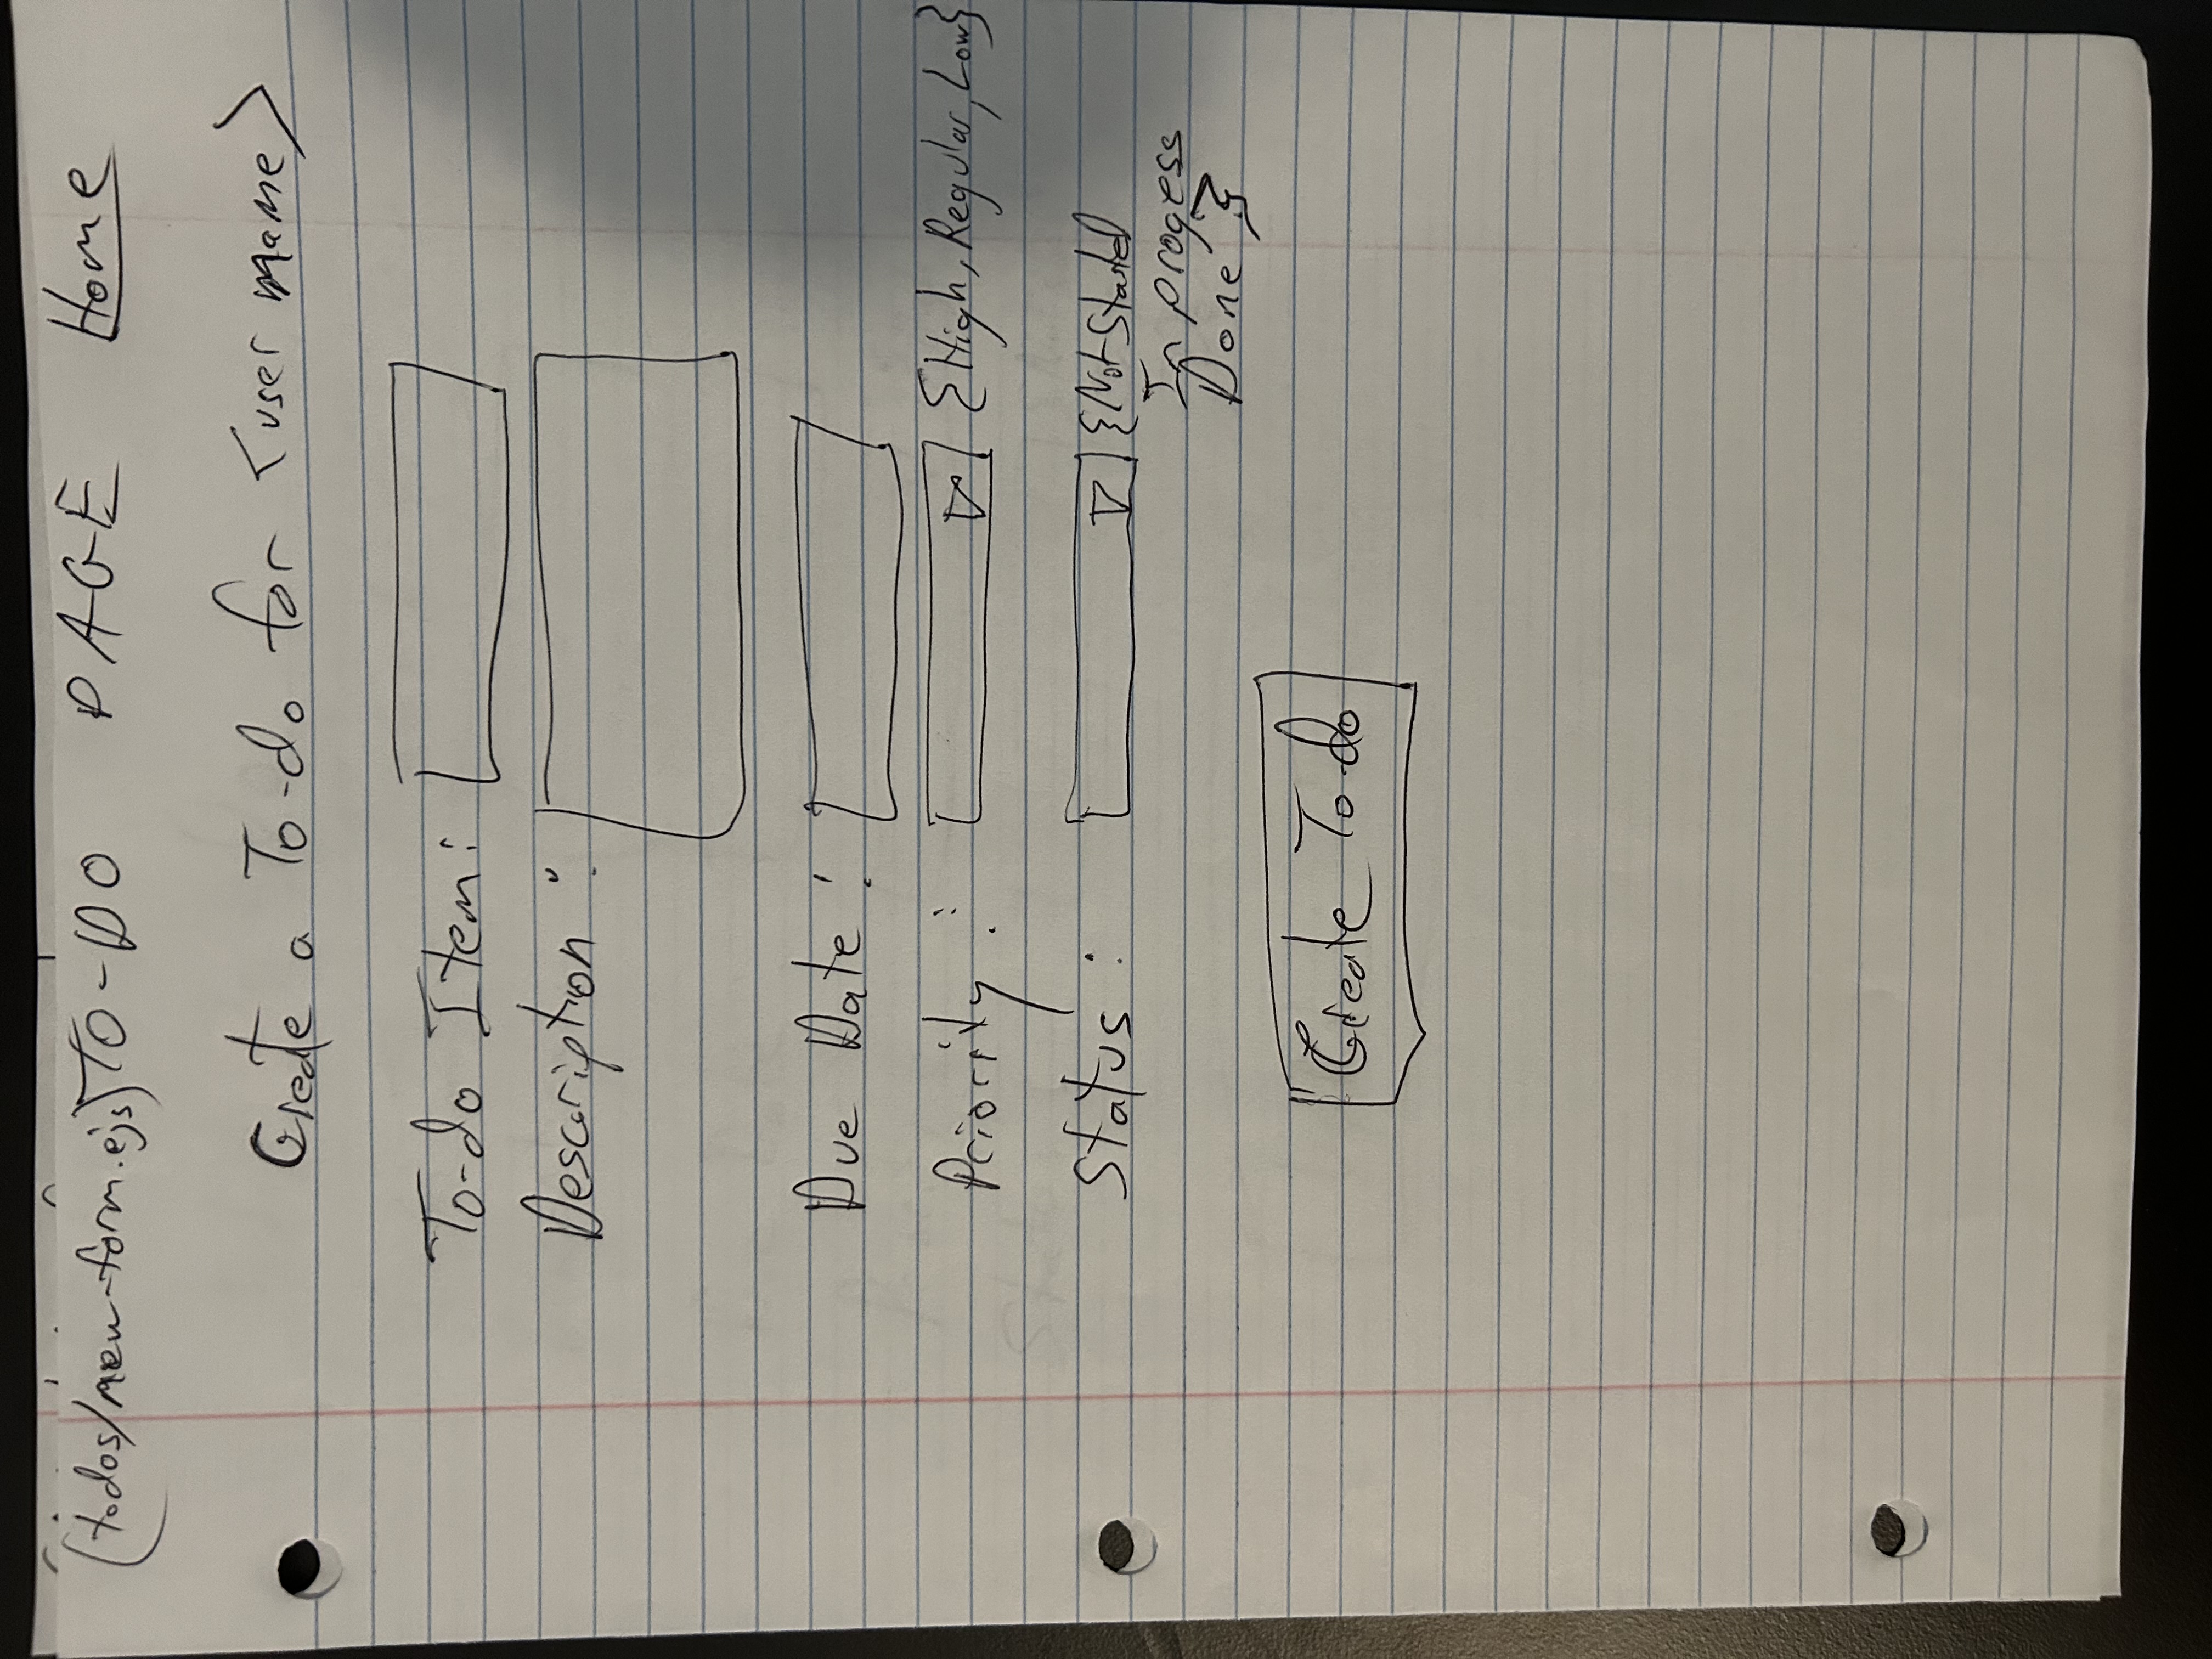 (todos/new-form.ejs) TO-DO PAGE Home
Create a To-do for <user name>
To-do Item:
Description:
Due Date:
Priority: {High, Regular, Low}
Status: {Not Started
In progess
Done }
Create To-do